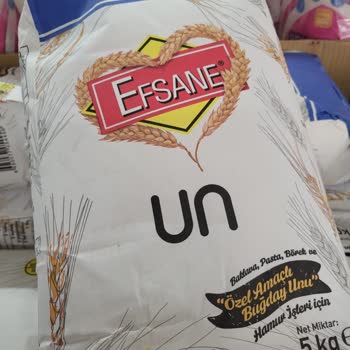 EFSANE®
un
Baklava, Pasta, Börek ve
"Özel Amaçlı
Buğday Unu"
Hamur İşleri için
Net Miktar:
5 kg e